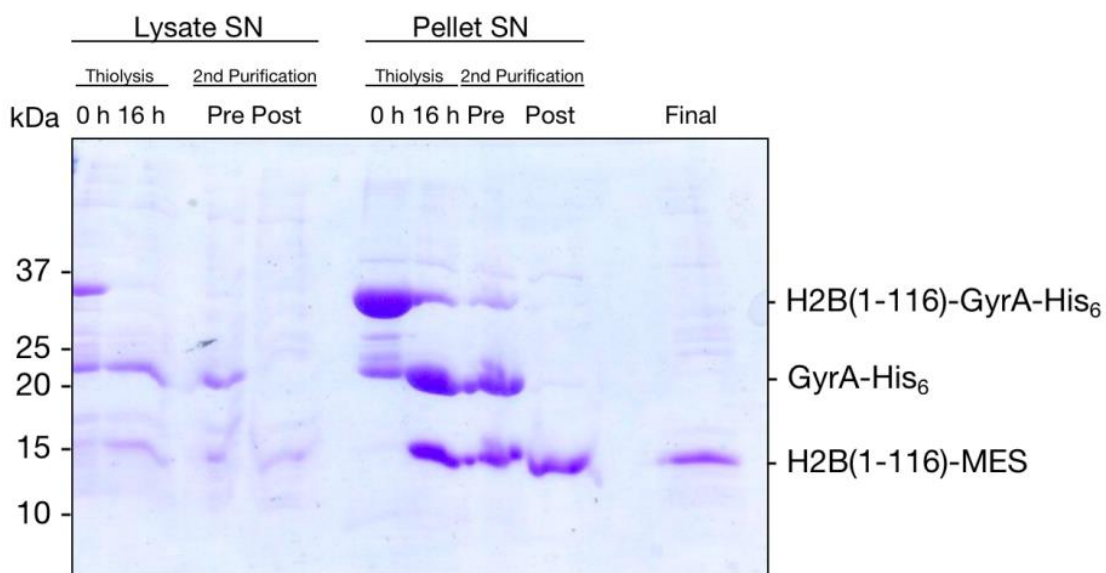 Lysate SN Pellet SN
Thiolysis 2nd Purification Thiolysis 2nd Purification
kDa 0 h 16 h Pre Post 0 h 16 h Pre Post Final
37
H2B(1-116)-GyrA-His₆
25
20 GyrA-His₆
15 H2B(1-116)-MES
10